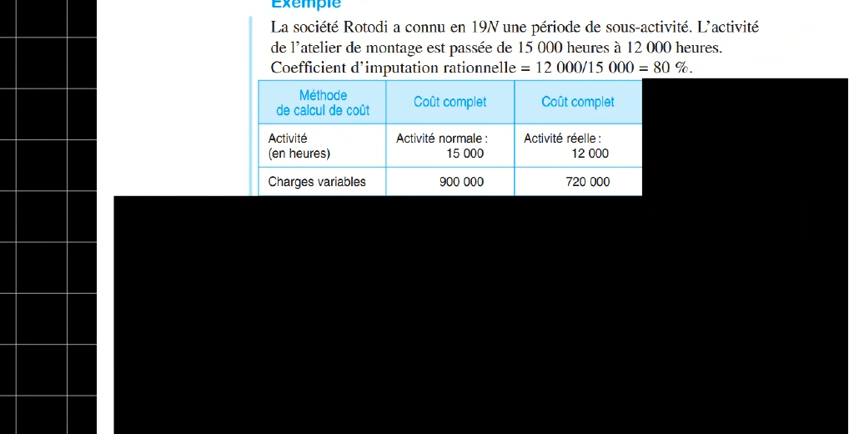 Exemple
La société Rotodi a connu en 19N une période de sous-activité. L'activité
de l'atelier de montage est passée de 15 000 heures à 12 000 heures.
Coefficient d'imputation rationnelle = 12 000/15 000 = 80 %.
Méthode
de calcul de coût
Coût complet
Coût complet
Activité
(en heures)
Activité normale :
15 000
Activité réelle :
12 000
Charges variables
900 000
720 000